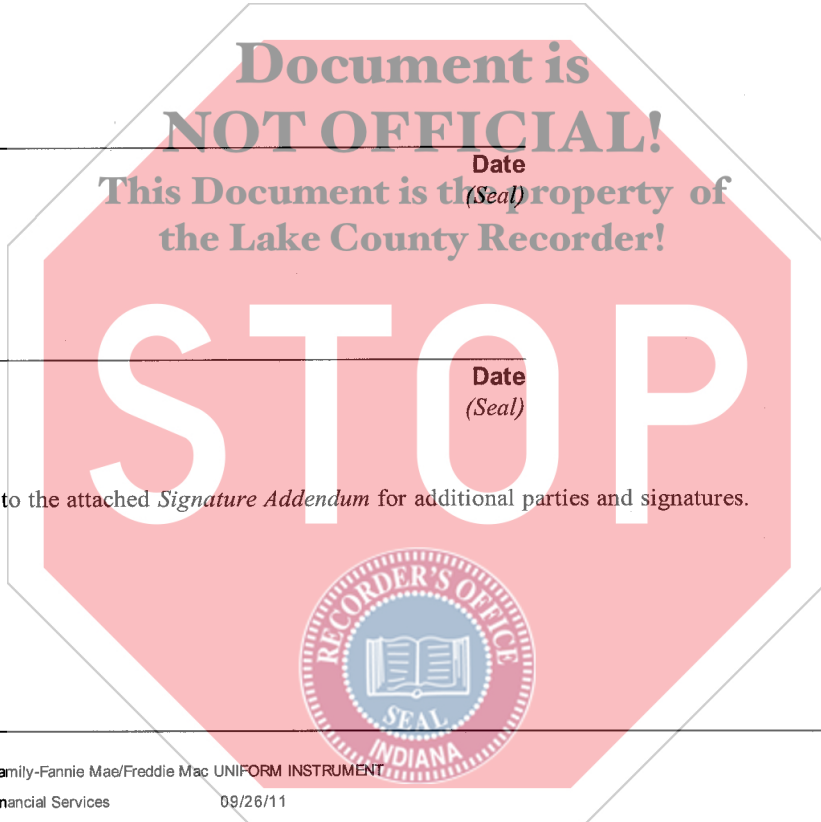 Document is
NOT OFFICIAL!
Date
This Document is the property of
(Seal)
the Lake County Recorder!
STOP
Date
(Seal)
to the attached Signature Addendum for additional parties and signatures.
RECORDER'S OFFICE
SEAL
INDIANA
amily-Fannie Mae/Freddie Mac UNIFORM INSTRUMENT
nancial Services 09/26/11